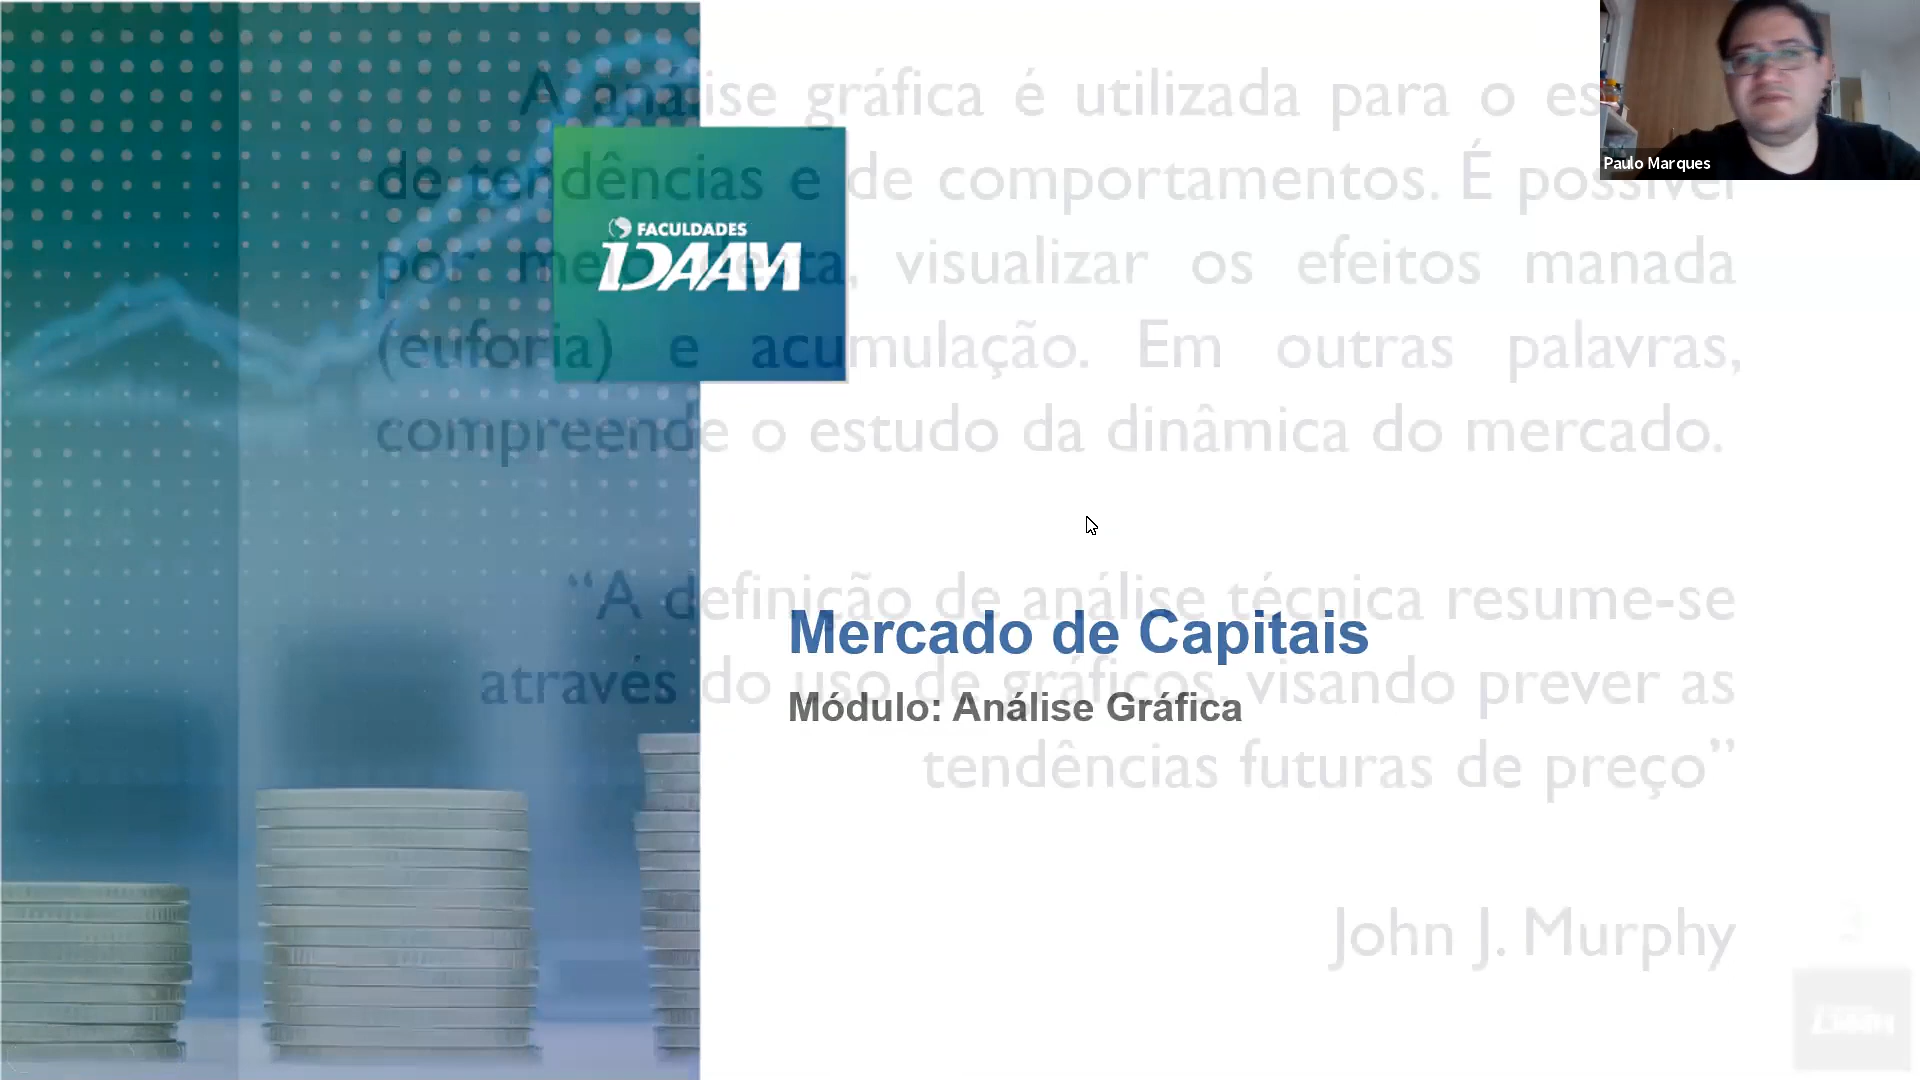 A análise gráfica é utilizada para o es
de tendências e de comportamentos. É possível
por meio desta, visualizar os efeitos manada
(euforia) e acumulação. Em outras palavras,
compreende o estudo da dinâmica do mercado.
Paulo Marques
FACULDADES
IDAAM
“A definição de análise técnica resume-se
através do uso de gráficos, visando prever as
tendências futuras de preço”
John J. Murphy
Mercado de Capitais
Módulo: Análise Gráfica
3
IDAAM